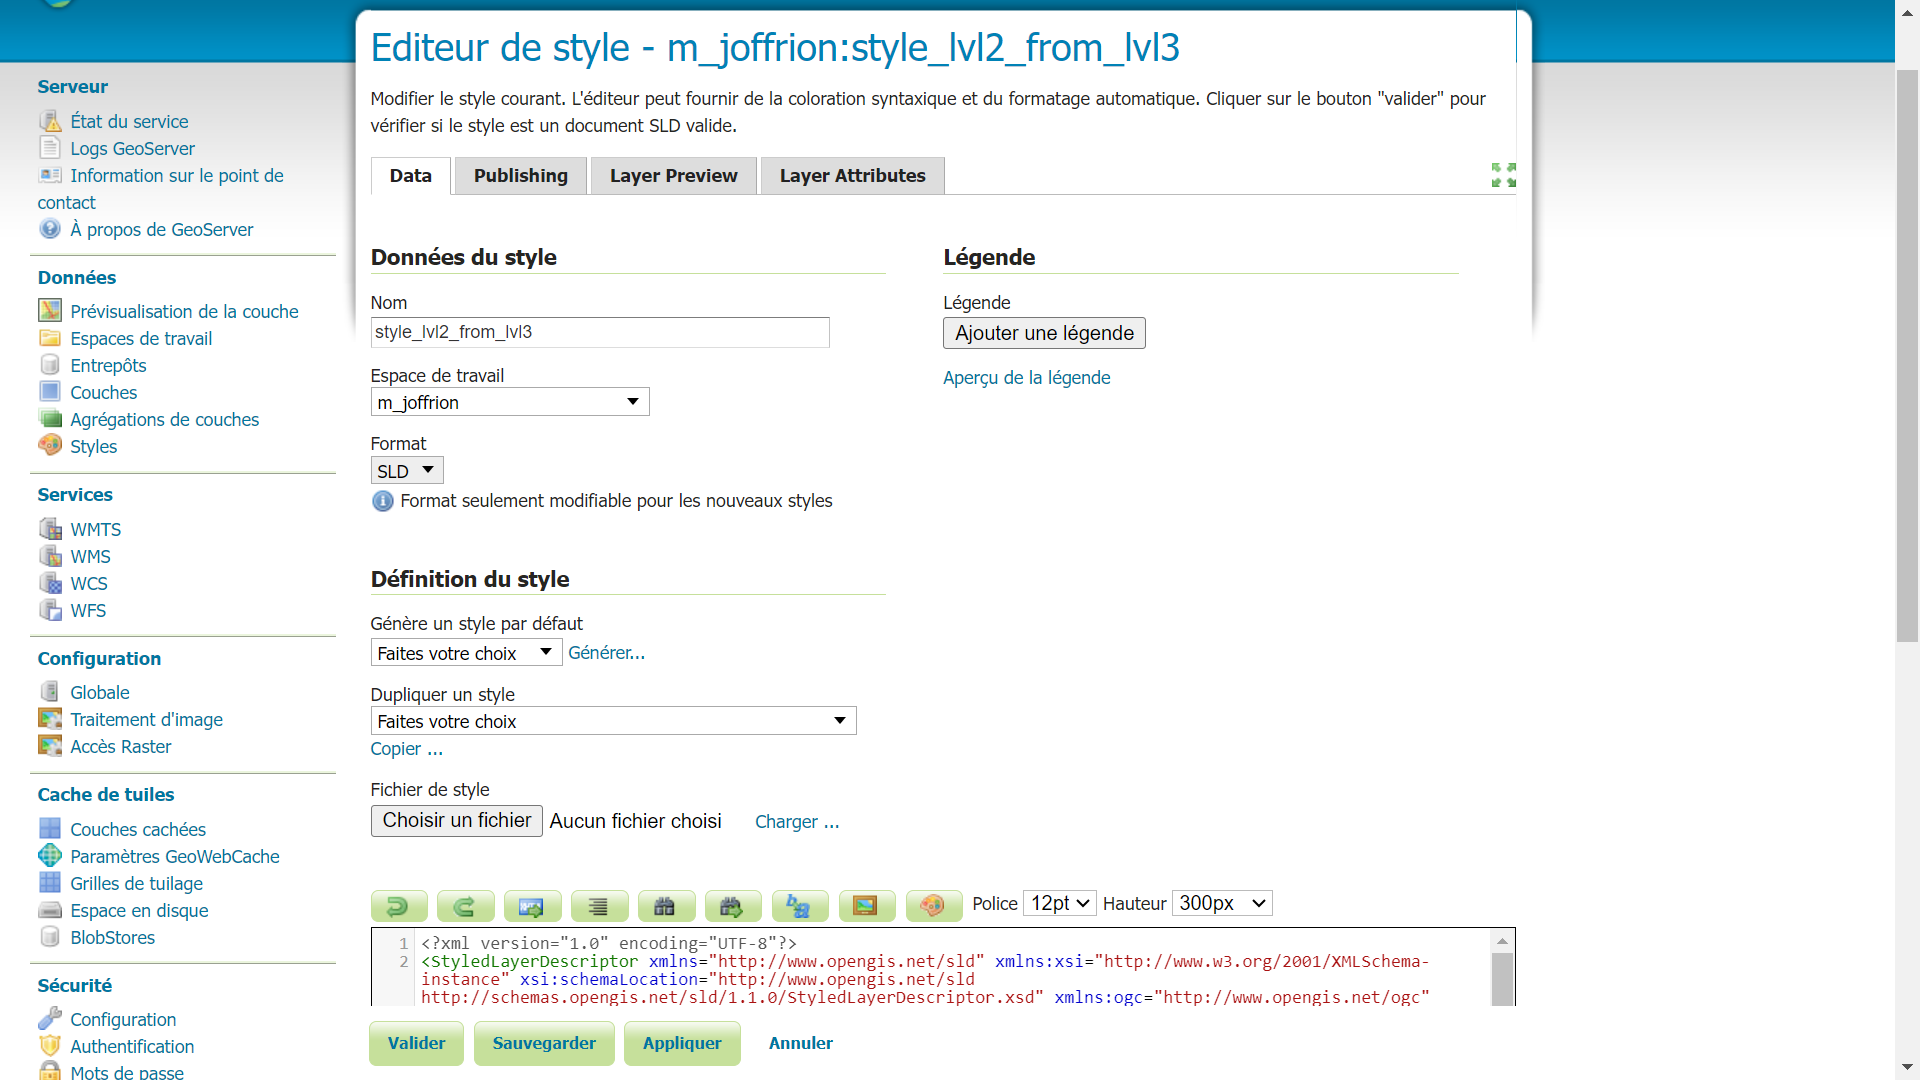 Editeur de style - m_joffrion:style_lvl2_from_lvl3
Modifier le style courant. L'éditeur peut fournir de la coloration syntaxique et du formatage automatique. Cliquer sur le bouton "valider" pour
vérifier si le style est un document SLD valide.
Serveur
État du service
Logs GeoServer
Information sur le point de
contact
À propos de GeoServer
Données
Prévisualisation de la couche
Espaces de travail
Entrepôts
Couches
Agrégations de couches
Styles
Services
WMTS
WMS
WCS
WFS
Configuration
Globale
Traitement d'image
Accès Raster
Cache de tuiles
Couches cachées
Paramètres GeoWebCache
Grilles de tuilage
Espace en disque
BlobStores
Sécurité
Configuration
Authentification
Mots de passe
Data Publishing Layer Preview Layer Attributes
Données du style
Nom
style_lvl2_from_lvl3
Espace de travail
m_joffrion
Format
SLD
Format seulement modifiable pour les nouveaux styles
Légende
Légende
Ajouter une légende
Aperçu de la légende
Définition du style
Génère un style par défaut
Faites votre choix Générer...
Dupliquer un style
Faites votre choix
Copier ...
Fichier de style
Choisir un fichier Aucun fichier choisi Charger ...
Police 12pt Hauteur 300px
1 <?xml version="1.0" encoding="UTF-8"?>
2 <StyledLayerDescriptor xmlns="http://www.opengis.net/sld" xmlns:xsi="http://www.w3.org/2001/XMLSchema-
instance" xsi:schemaLocation="http://www.opengis.net/sld
http://schemas.opengis.net/sld/1.1.0/StyledLayerDescriptor.xsd" xmlns:ogc="http://www.opengis.net/ogc"
Valider Sauvegarder Appliquer Annuler